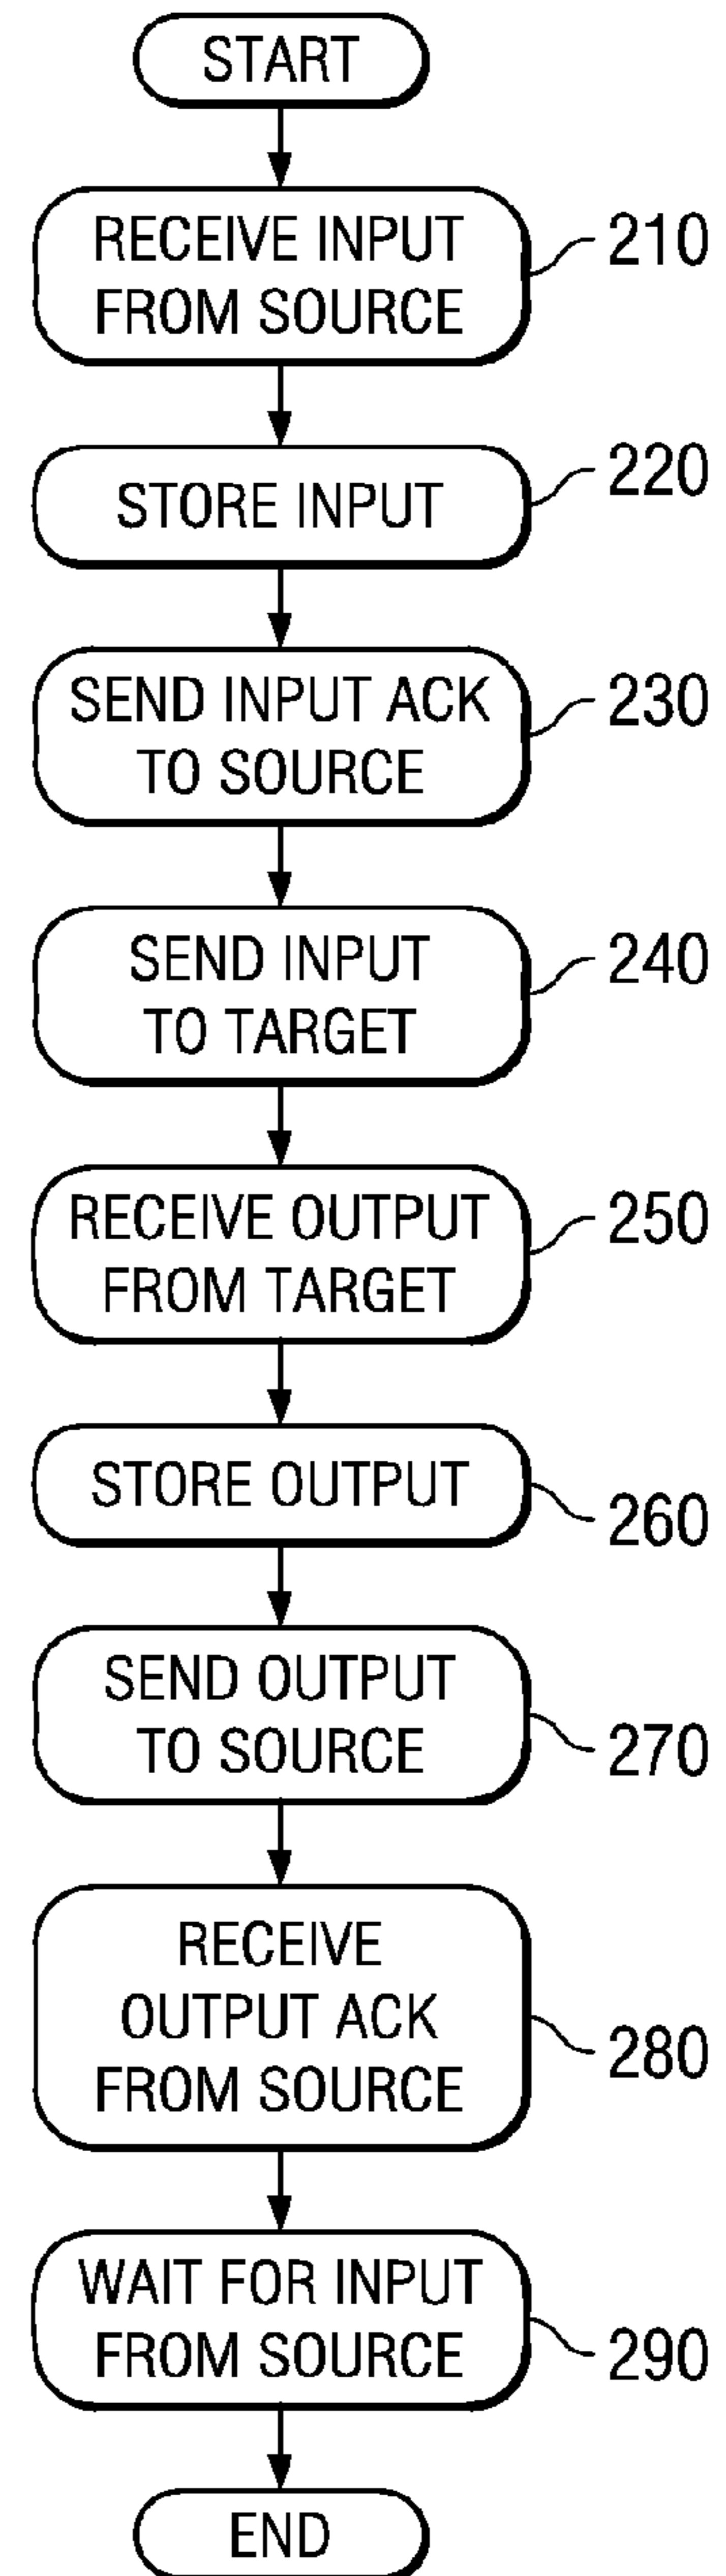 START
RECEIVE INPUT
FROM SOURCE
210
STORE INPUT
220
SEND INPUT ACK
TO SOURCE
230
SEND INPUT
TO TARGET
240
RECEIVE OUTPUT
FROM TARGET
250
STORE OUTPUT
260
SEND OUTPUT
TO SOURCE
270
RECEIVE
OUTPUT ACK
FROM SOURCE
280
WAIT FOR INPUT
FROM SOURCE
290
END